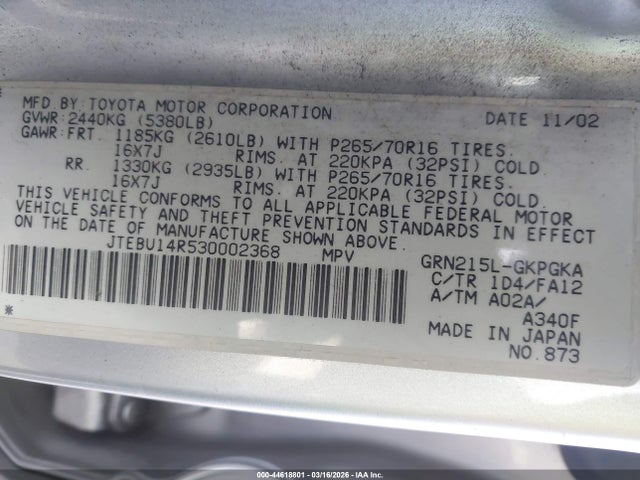 MFD BY: TOYOTA MOTOR CORPORATION DATE 11/02
GVWR: 2440KG (5380LB)
GAWR: FRT. 1185KG (2610LB) WITH P265/70R16 TIRES.
16X7J RIMS. AT 220KPA (32PSI) COLD.
RR. 1330KG (2935LB) WITH P265/70R16 TIRES.
16X7J RIMS. AT 220KPA (32PSI) COLD.
THIS VEHICLE CONFORMS TO ALL APPLICABLE FEDERAL MOTOR
VEHICLE SAFETY AND THEFT PREVENTION STANDARDS IN EFFECT
ON THE DATE OF MANUFACTURE SHOWN ABOVE.
JTEBU14R530002368 MPV GRN215L-GKPGKA
C/TR 1D4/FA12
A/TM A02A/
A340F
MADE IN JAPAN
NO. 873
000-44618801 - 03/16/2026 - IAA Inc.